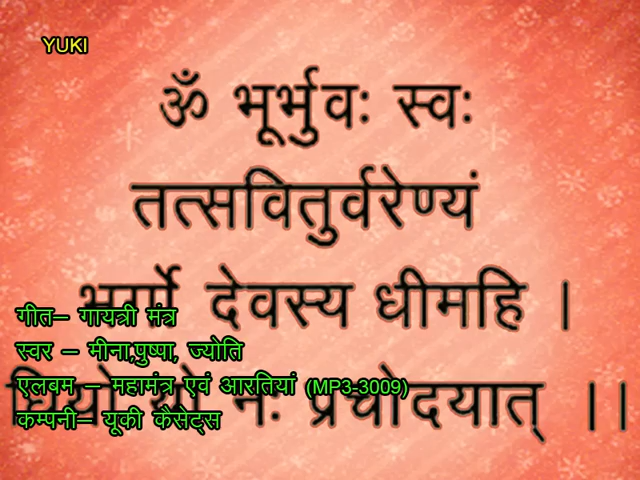 YUKI
ॐ भूर्भुवः स्वः
तत्सवितुर्वरेण्यं
भर्गो देवस्य धीमहि ।
धियो यो नः प्रचोदयात् ।।
गीत– गायत्री मंत्र
स्वर – मीना,पुष्पा, ज्योति
एलबम – महामंत्र एवं आरतियां (MP3-3009)
कम्पनी– यूकी कैसेट्स